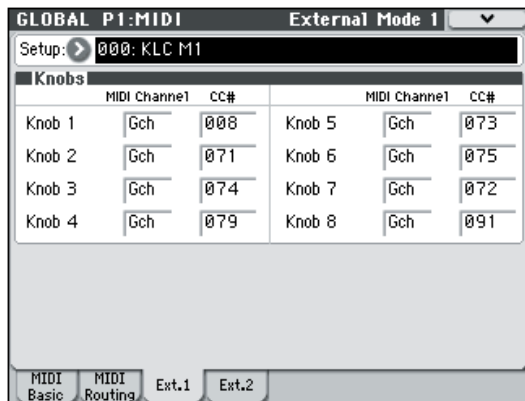 GLOBAL P1:MIDI External Mode 1
Setup: 000: KLC M1
Knobs
MIDI Channel CC# MIDI Channel CC#
Knob 1 Gch 008 Knob 5 Gch 073
Knob 2 Gch 071 Knob 6 Gch 075
Knob 3 Gch 074 Knob 7 Gch 072
Knob 4 Gch 079 Knob 8 Gch 091
MIDI Basic MIDI Routing Ext.1 Ext.2